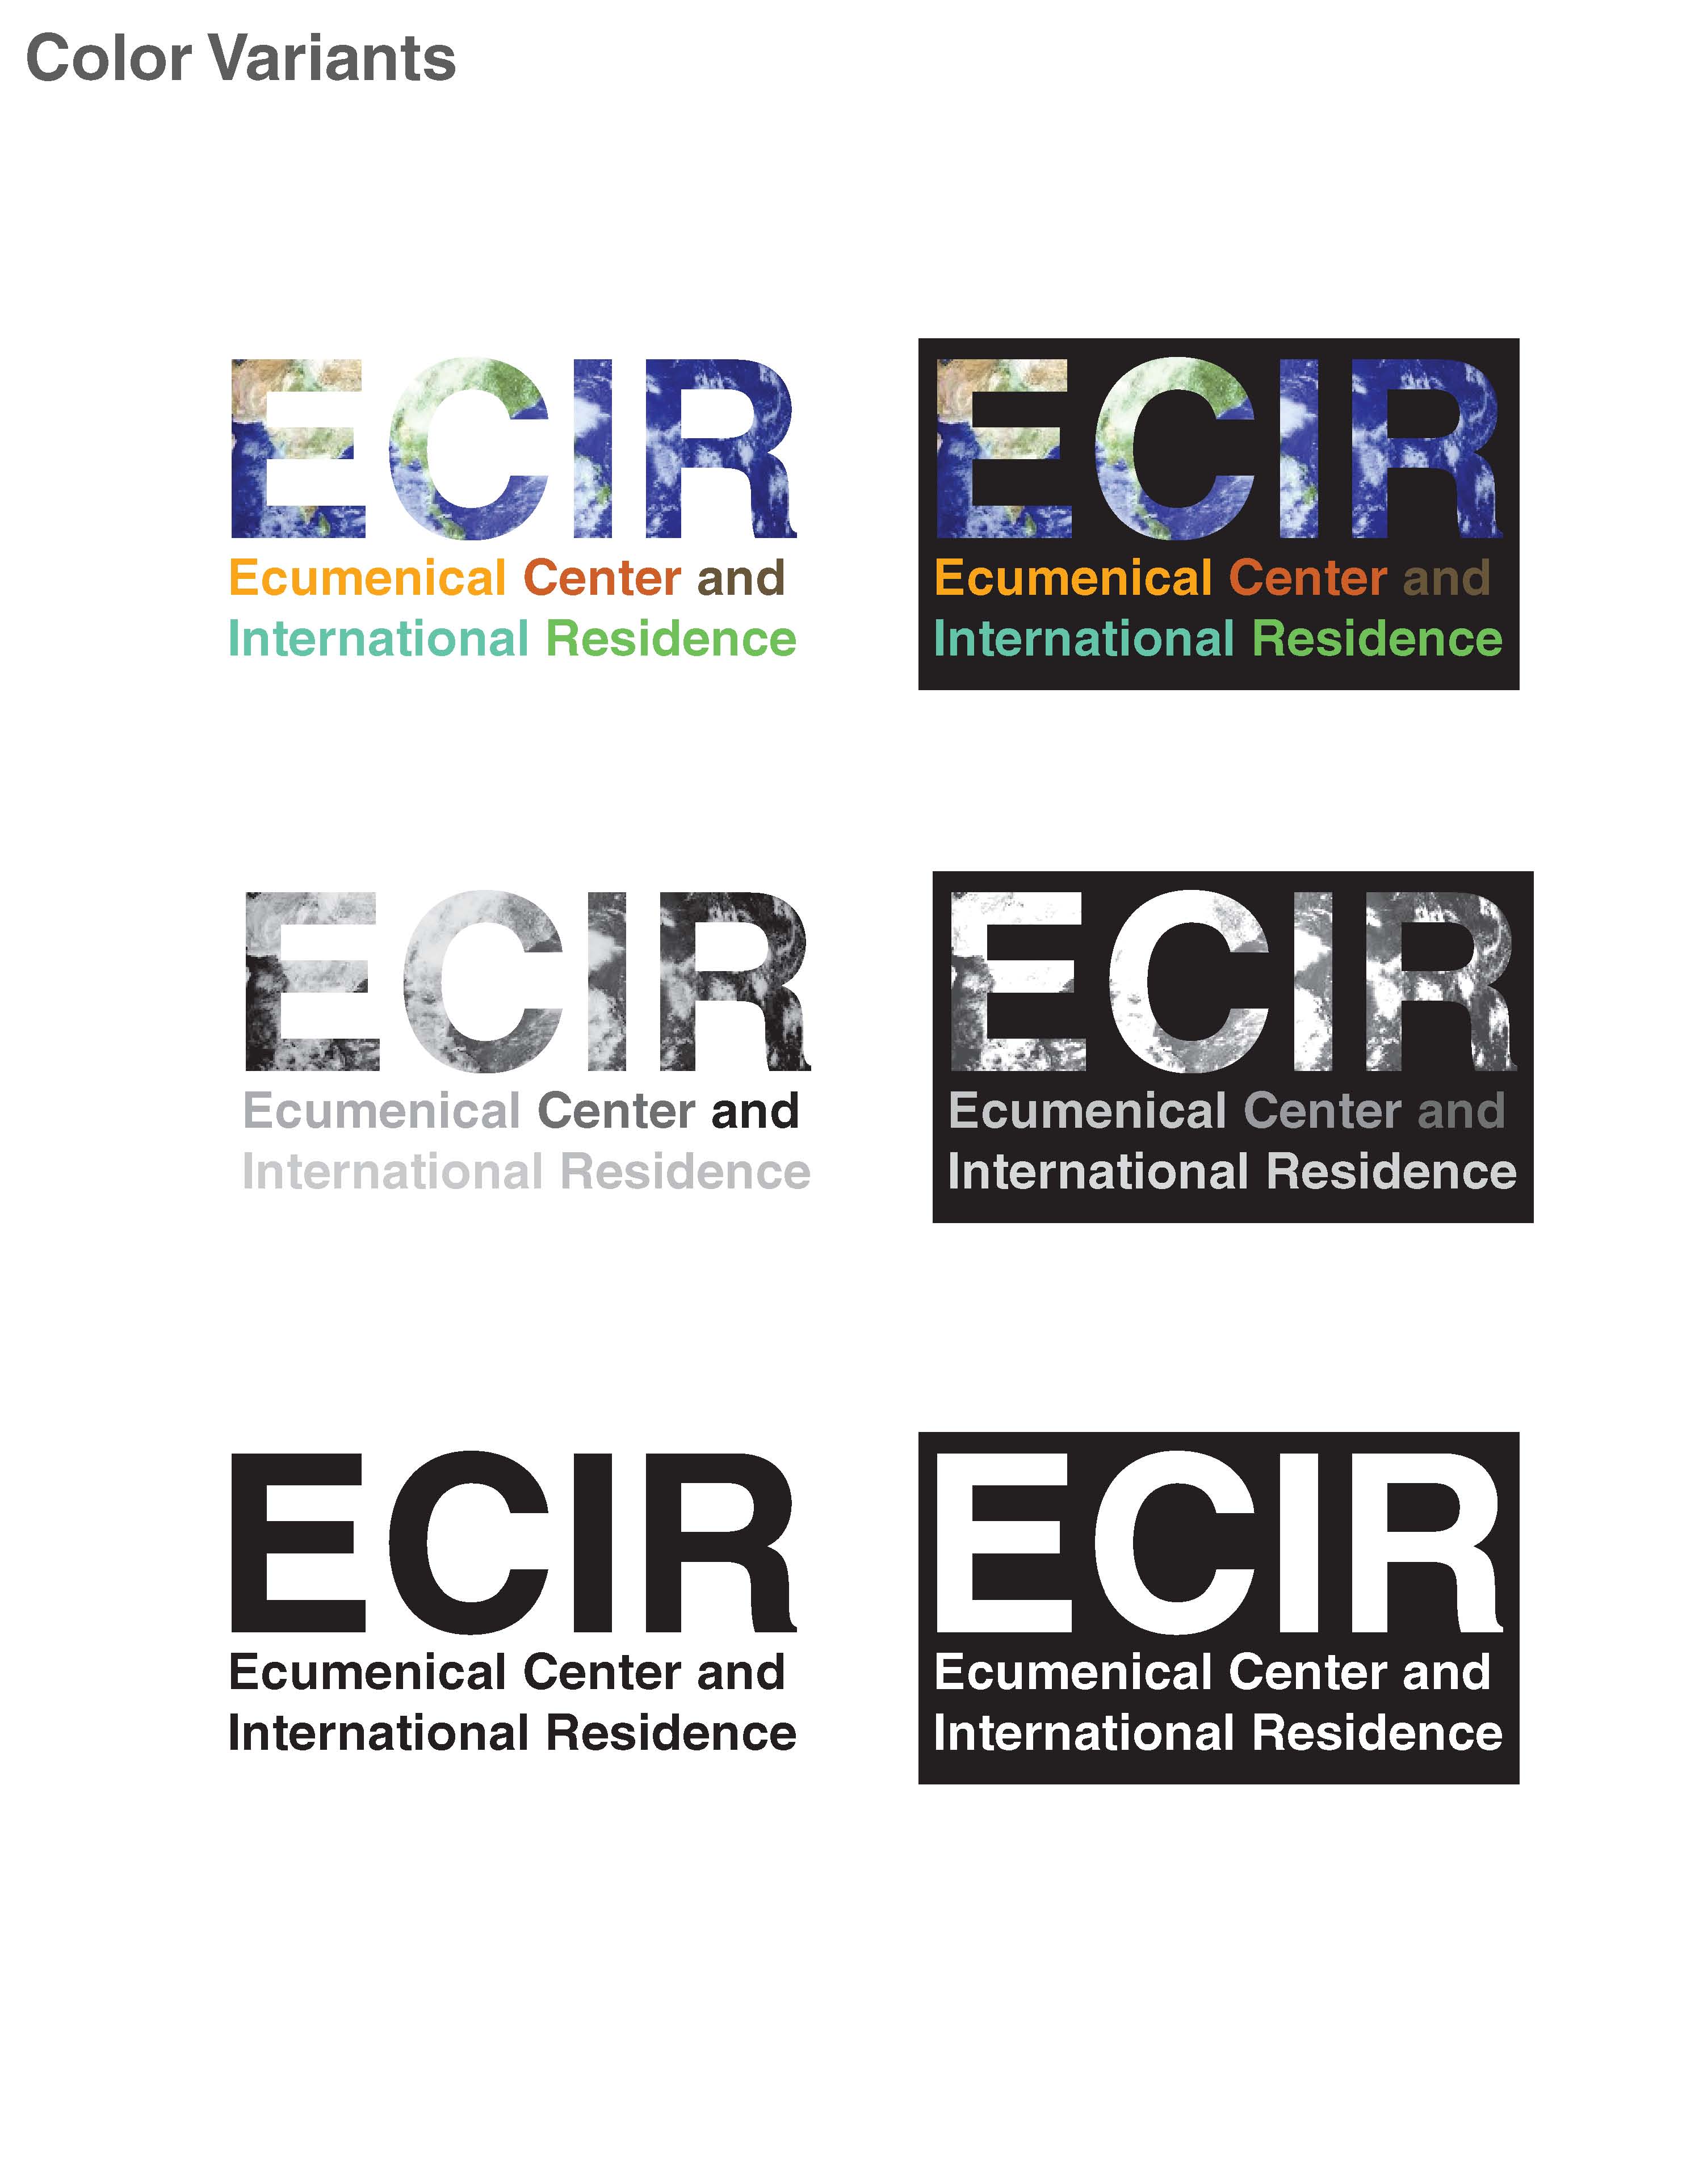 Color Variants
ECIR
Ecumenical Center and
International Residence
ECIR
Ecumenical Center and
International Residence
ECIR
Ecumenical Center and
International Residence
ECIR
Ecumenical Center and
International Residence
ECIR
Ecumenical Center and
International Residence
ECIR
Ecumenical Center and
International Residence